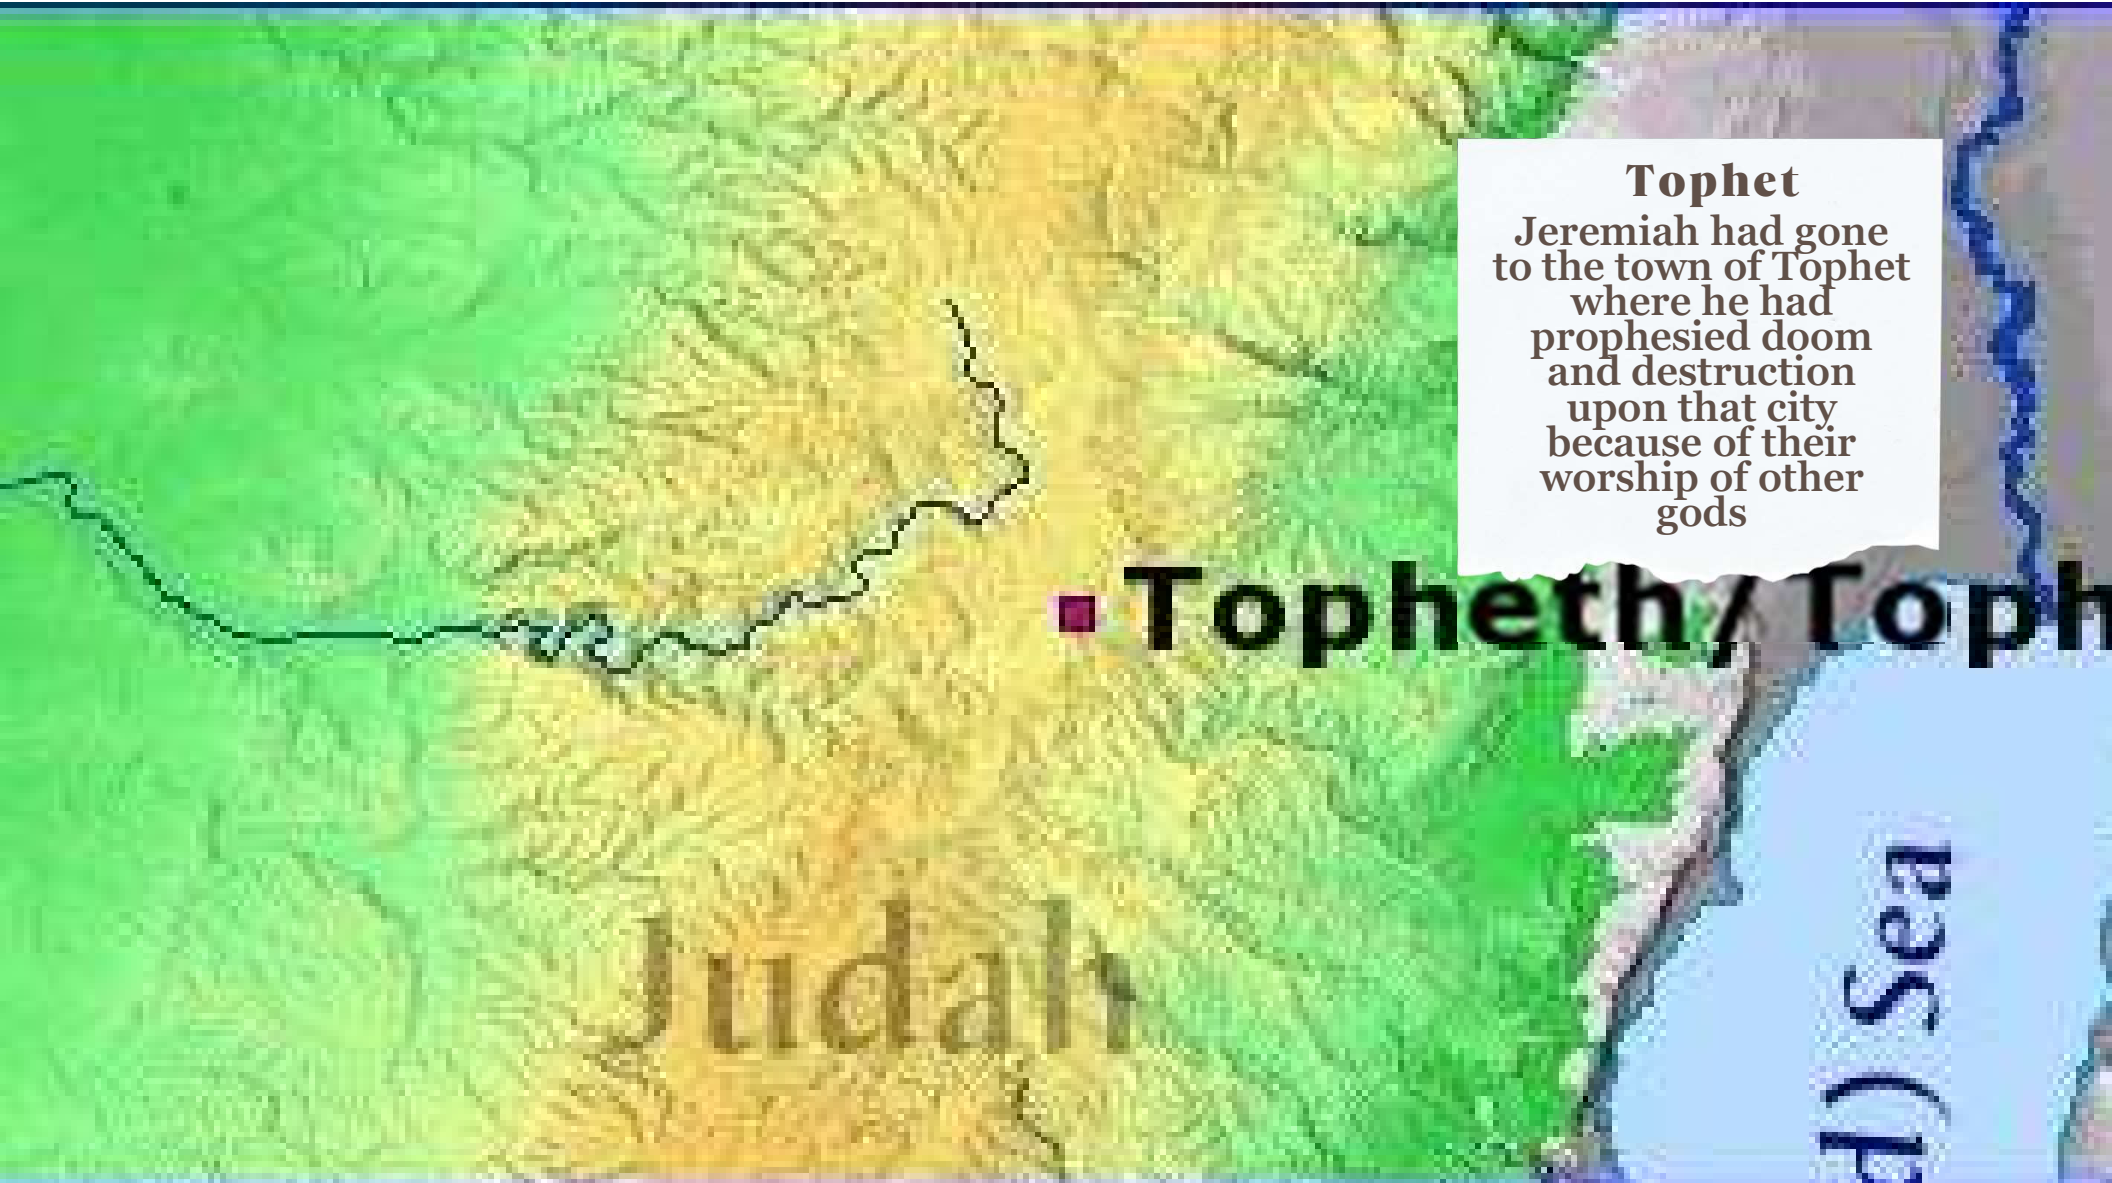 Tophet
Jeremiah had gone
to the town of Tophet
where he had
prophesied doom
and destruction
upon that city
because of their
worship of other
gods
Topheth/Toph
Judah
d) Sea